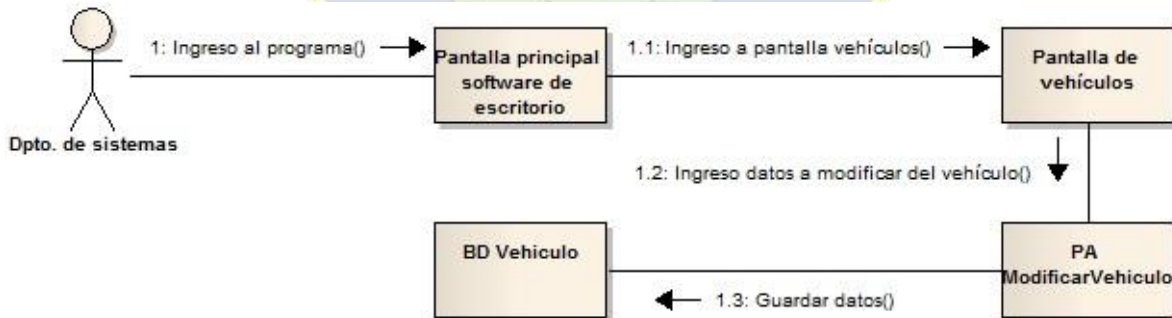 1: Ingreso al programa()
Pantalla principal
software de
escritorio
1.1: Ingreso a pantalla vehículos()
Pantalla de
vehículos
Dpto. de sistemas
1.2: Ingreso datos a modificar del vehículo()
BD Vehiculo
PA
ModificarVehiculo
1.3: Guardar datos()